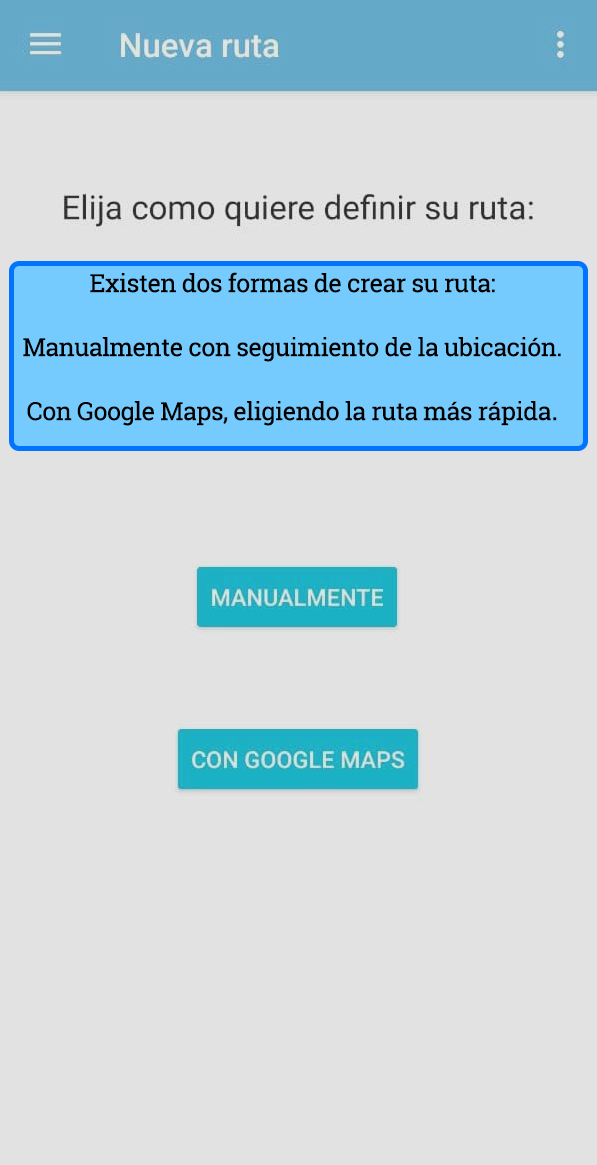 Nueva ruta
Elija como quiere definir su ruta:
Existen dos formas de crear su ruta:
Manualmente con seguimiento de la ubicación.
Con Google Maps, eligiendo la ruta más rápida.
MANUALMENTE
CON GOOGLE MAPS